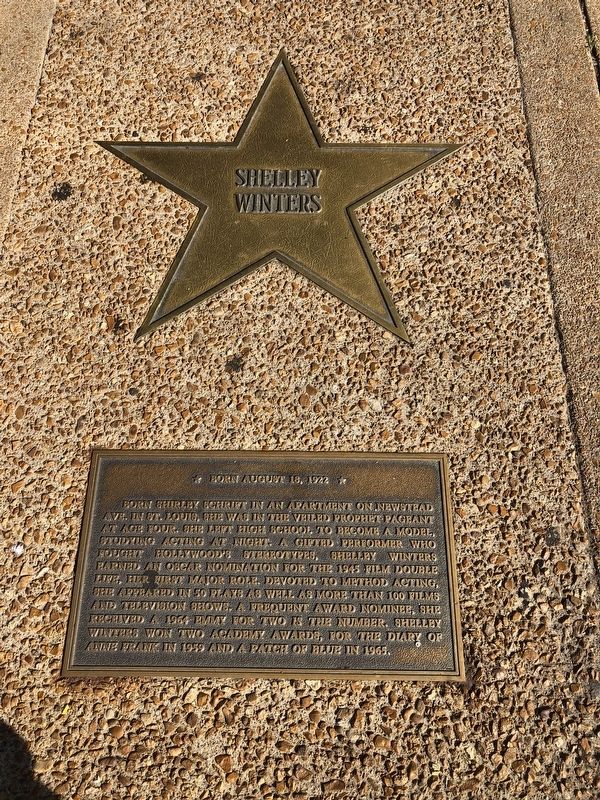 SHELLEY
WINTERS
★ BORN AUGUST 18, 1922 ★
BORN SHIRLEY SCHRIFT IN AN APARTMENT ON NEWSTEAD
AVE. IN ST. LOUIS, SHE WAS IN THE VEILED PROPHET PAGEANT
AT AGE FOUR. SHE LEFT HIGH SCHOOL TO BECOME A MODEL,
STUDYING ACTING AT NIGHT. A GIFTED PERFORMER WHO
FOUGHT HOLLYWOOD'S STEREOTYPES, SHELLEY WINTERS
EARNED AN OSCAR NOMINATION FOR THE 1945 FILM DOUBLE
LIFE, HER FIRST MAJOR ROLE. DEVOTED TO METHOD ACTING,
SHE APPEARED IN 50 PLAYS AS WELL AS MORE THAN 100 FILMS
AND TELEVISION SHOWS. A FREQUENT AWARD NOMINEE, SHE
RECEIVED A 1964 EMMY FOR TWO IS THE NUMBER. SHELLEY
WINTERS WON TWO ACADEMY AWARDS, FOR THE DIARY OF
ANNE FRANK IN 1959 AND A PATCH OF BLUE IN 1965.